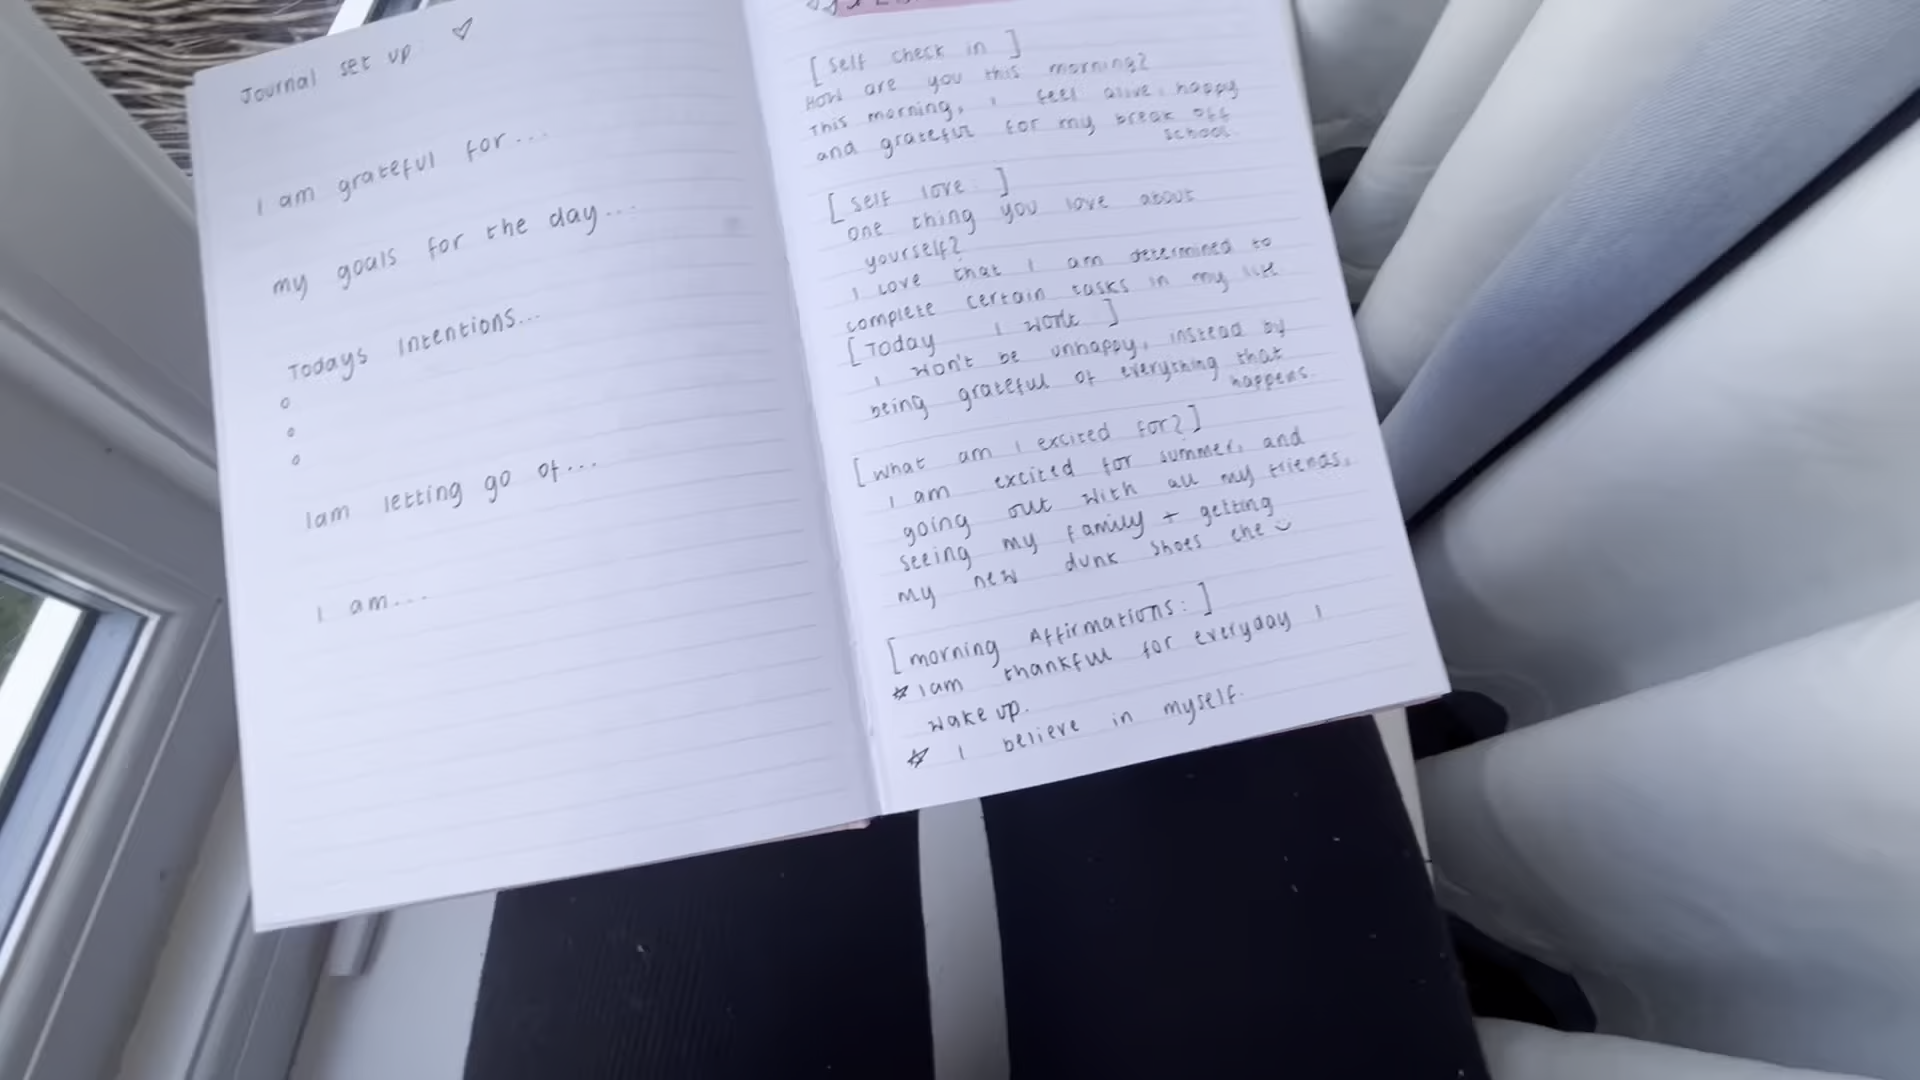 Journal set up ♡
I am grateful for...
my goals for the day...
Todays Intentions...
I am letting go of...
I am...
[ self check in ]
How are you this morning?
This morning, I feel alive, happy
and grateful for my break off
school.
[ self love: ]
one thing you love about
yourself?
I love that I am determined to
complete certain tasks in my life
[ Today I wont ]
I won't be unhappy, instead by
being grateful of everything that
happens.
[ what am I excited for? ]
I am excited for summer, and
going out with all my friends,
seeing my family + getting
my new dunk shoes
[ morning Affirmations: ]
☆ I am thankful for everyday I
wake up.
☆ I believe in myself.